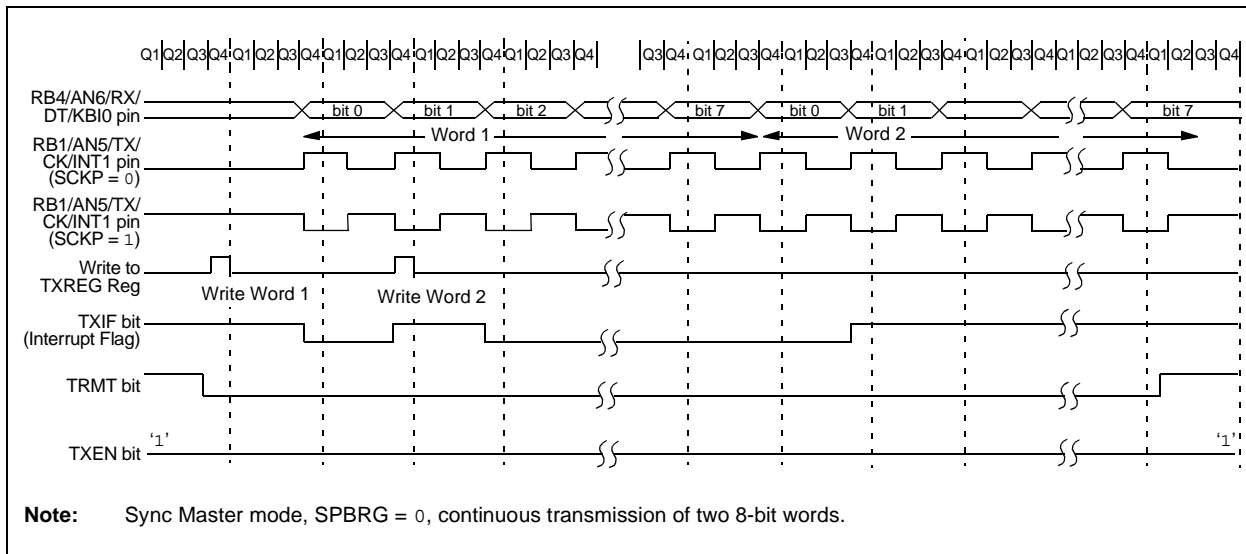 Q1 Q2 Q3 Q4 Q1 Q2 Q3 Q4 Q1 Q2 Q3 Q4 Q1 Q2 Q3 Q4 Q1 Q2 Q3 Q4 Q3 Q4 Q1 Q2 Q3 Q4 Q1 Q2 Q3 Q4 Q1 Q2 Q3 Q4 Q1 Q2 Q3 Q4 Q1 Q2 Q3 Q4 Q1 Q2 Q3 Q4
RB4/AN6/RX/
DT/KBI0 pin
bit 0 bit 1 bit 2 bit 7 bit 0 bit 1 bit 7
Word 1 Word 2
RB1/AN5/TX/
CK/INT1 pin
(SCKP = 0)
RB1/AN5/TX/
CK/INT1 pin
(SCKP = 1)
Write to
TXREG Reg
Write Word 1 Write Word 2
TXIF bit
(Interrupt Flag)
TRMT bit
‘1’ ‘1’
TXEN bit
Note: Sync Master mode, SPBRG = 0, continuous transmission of two 8-bit words.